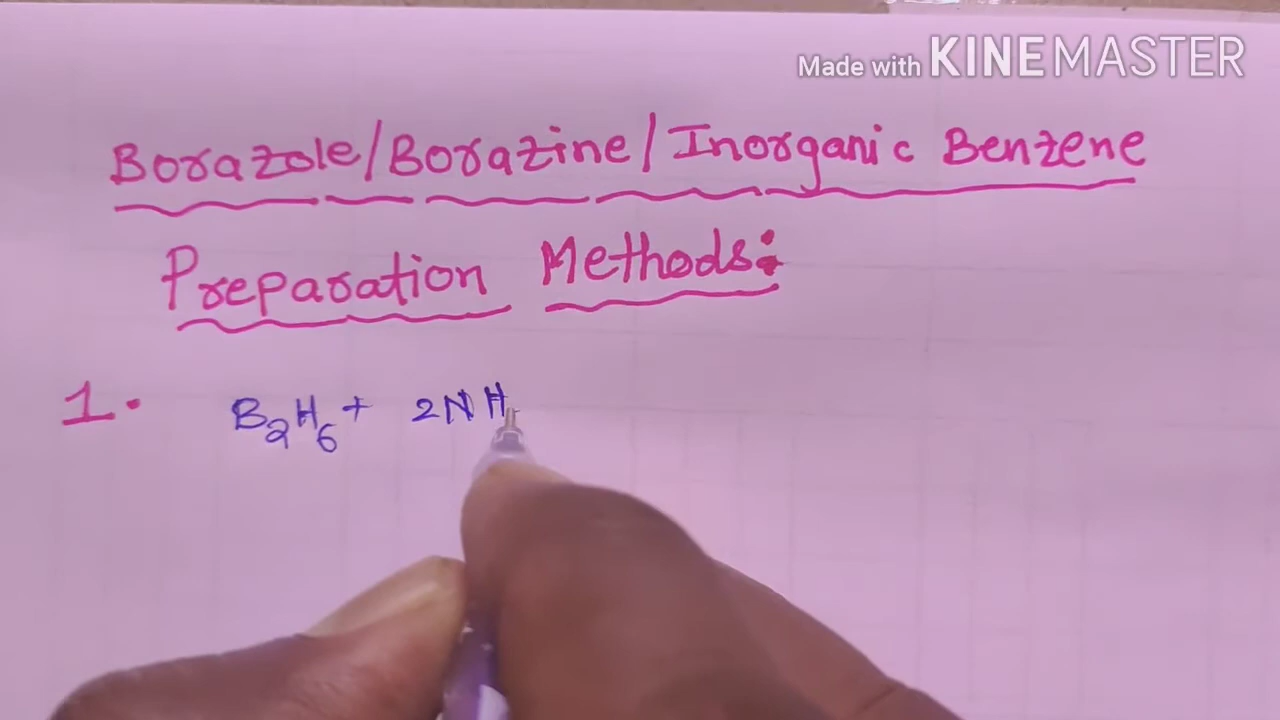 Made with KINEMASTER
Borazole/Borazine/Inorganic Benzene
Preparation Methods:
1. B2H6 + 2NH